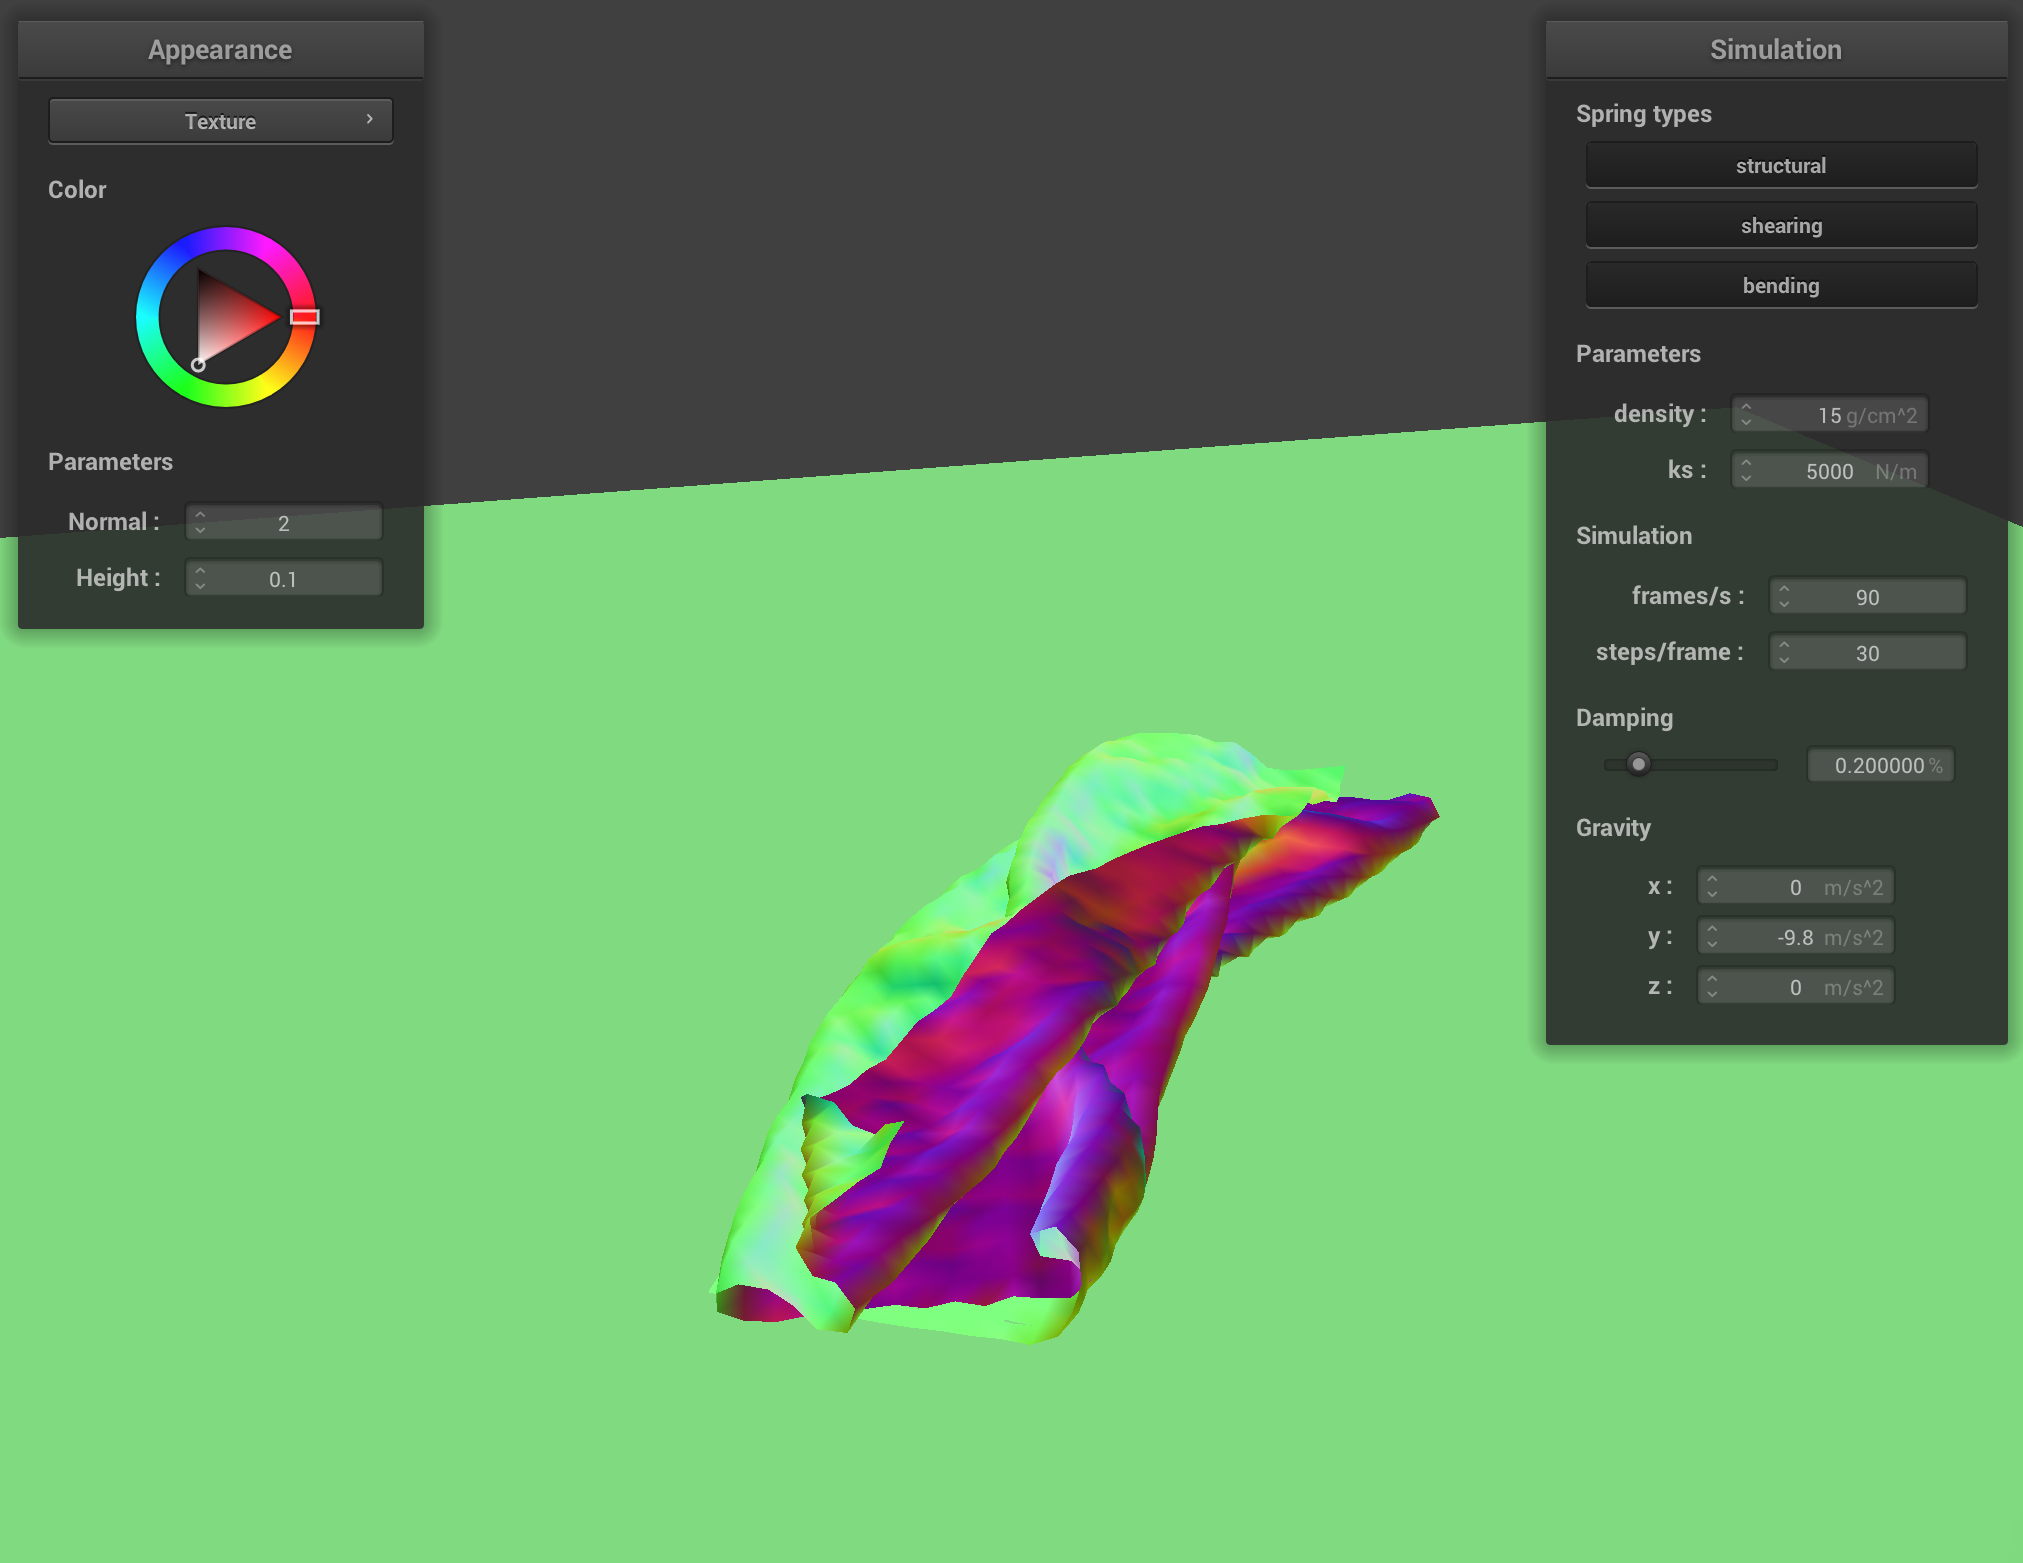 Appearance
Texture
Color
Parameters
Normal : 2
Height : 0.1
Simulation
Spring types
structural
shearing
bending
Parameters
density : 15 g/cm^2
ks : 5000 N/m
Simulation
frames/s : 90
steps/frame : 30
Damping
0.200000 %
Gravity
x : 0 m/s^2
y : -9.8 m/s^2
z : 0 m/s^2